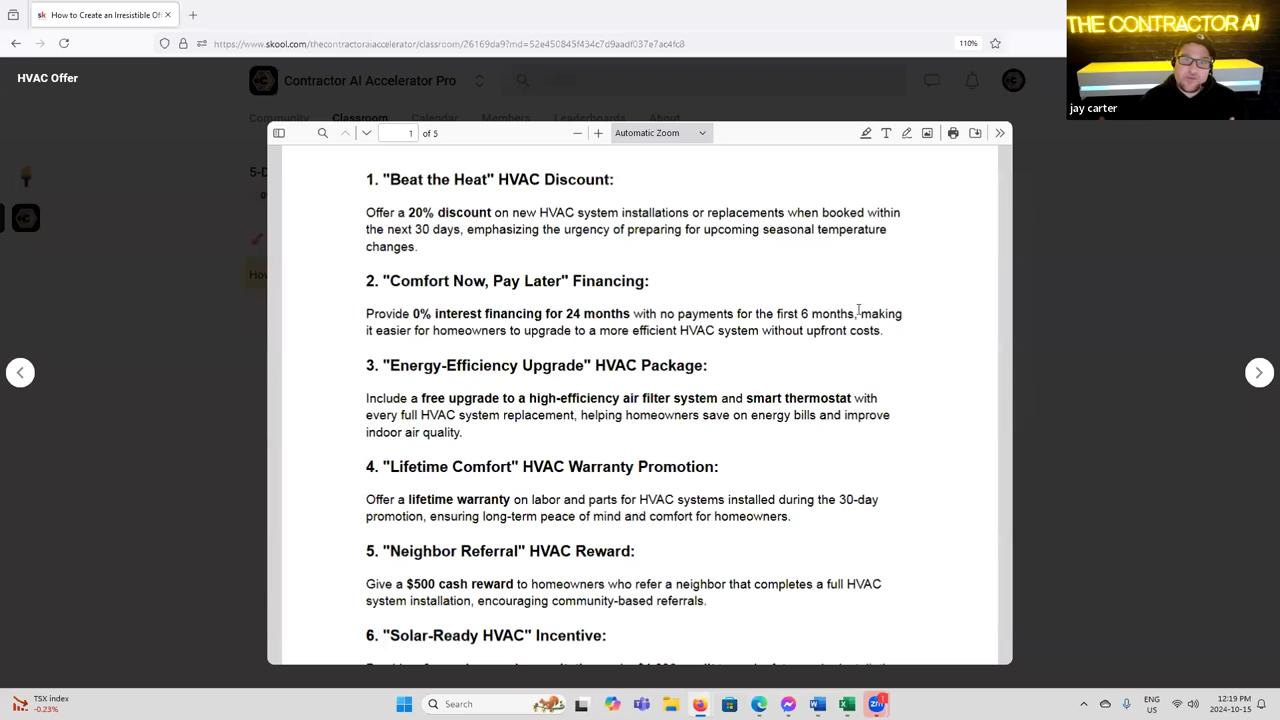 How to Create an Irresistible Of
https://www.skool.com/thecontractoraiaccelerator/classroom/26169da9?md=52e450845f434c7d9aadf037e7ac4fc8
110%
THE CONTRACTOR AI
jay carter
HVAC Offer
Contractor AI Accelerator Pro
Community Classroom Calendar Members Leaderboards About
1 of 5
Automatic Zoom
5-D
How
1. "Beat the Heat" HVAC Discount:
Offer a 20% discount on new HVAC system installations or replacements when booked within
the next 30 days, emphasizing the urgency of preparing for upcoming seasonal temperature
changes.
2. "Comfort Now, Pay Later" Financing:
Provide 0% interest financing for 24 months with no payments for the first 6 months, making
it easier for homeowners to upgrade to a more efficient HVAC system without upfront costs.
3. "Energy-Efficiency Upgrade" HVAC Package:
Include a free upgrade to a high-efficiency air filter system and smart thermostat with
every full HVAC system replacement, helping homeowners save on energy bills and improve
indoor air quality.
4. "Lifetime Comfort" HVAC Warranty Promotion:
Offer a lifetime warranty on labor and parts for HVAC systems installed during the 30-day
promotion, ensuring long-term peace of mind and comfort for homeowners.
5. "Neighbor Referral" HVAC Reward:
Give a $500 cash reward to homeowners who refer a neighbor that completes a full HVAC
system installation, encouraging community-based referrals.
6. "Solar-Ready HVAC" Incentive:
TSX index
-0.23%
Search
ENG
US
12:19 PM
2024-10-15